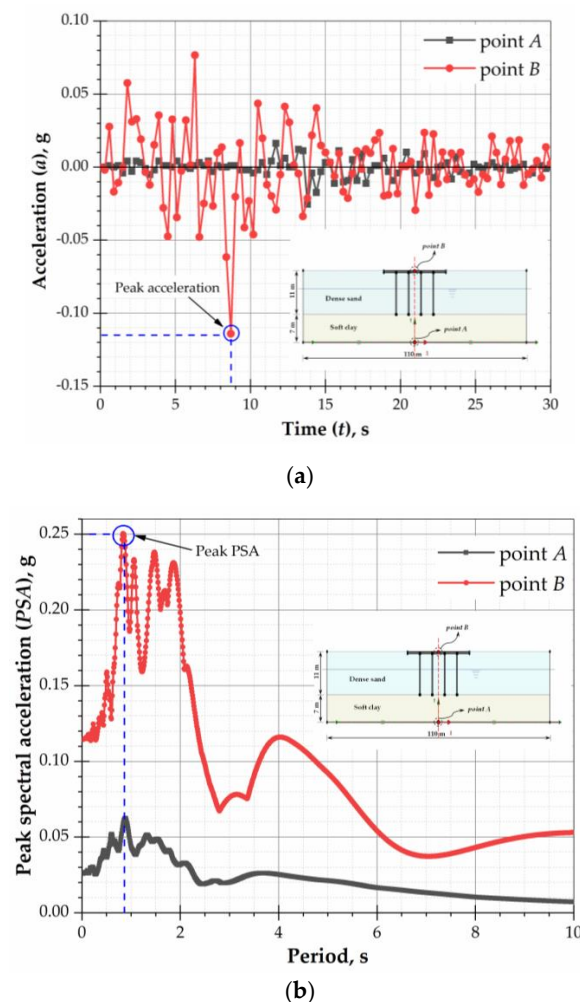 0.10
0.05
0.00
-0.05
-0.10
-0.15
Acceleration (a), g
point A
point B
Peak acceleration
point B
11 m
Dense sand
7 m
Soft clay
point A
110 m
0 5 10 15 20 25 30
Time (t), s
(a)
0.25
0.20
0.15
0.10
0.05
0.00
Peak spectral acceleration (PSA), g
Peak PSA
point A
point B
point B
11 m
Dense sand
7 m
Soft clay
point A
110 m
0 2 4 6 8 10
Period, s
(b)